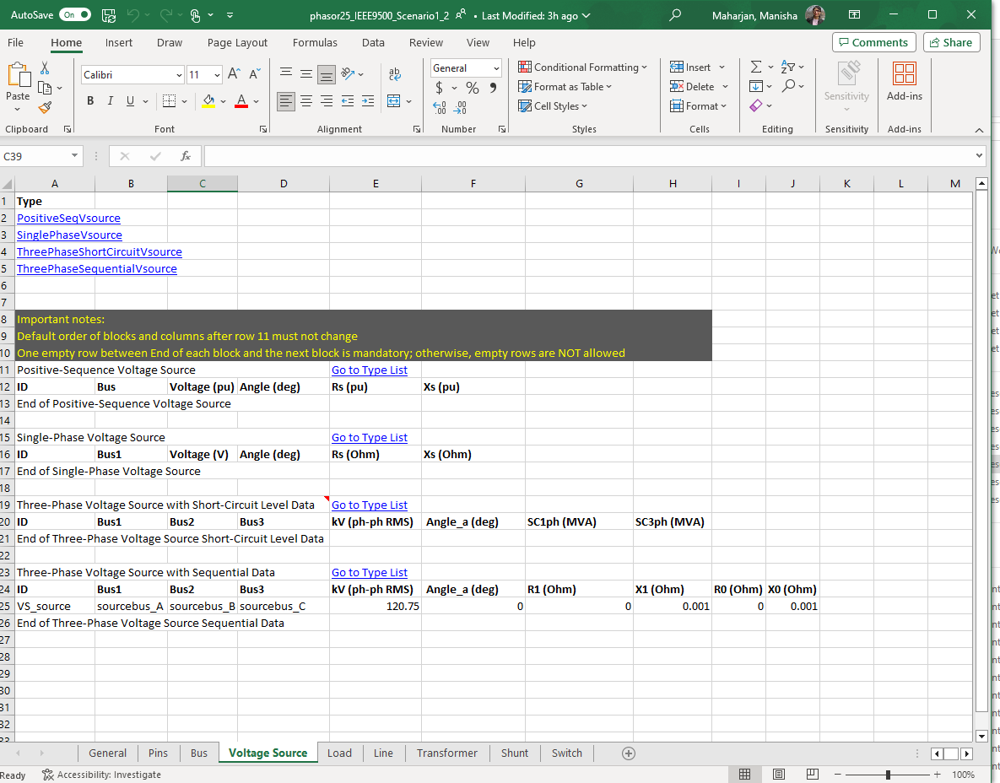 AutoSave On phasor25_IEEE9500_Scenario1_2 • Last Modified: 3h ago Maharjan, Manisha
File Home Insert Draw Page Layout Formulas Data Review View Help Comments Share
Paste Calibri 11 A A ab General Conditional Formatting Insert Sensitivity Add-ins
B I U A $ % 9 Format as Table Delete
.00 .00 Cell Styles Format
Clipboard Font Alignment Number Styles Cells Editing Sensitivity Add-ins
C39 fx
A B C D E F G H I J K L M
1 Type
2 PositiveSeqVsource
3 SinglePhaseVsource
4 ThreePhaseShortCircuitVsource
5 ThreePhaseSequentialVsource
6
7
8 Important notes:
9 Default order of blocks and columns after row 11 must not change
10 One empty row between End of each block and the next block is mandatory; otherwise, empty rows are NOT allowed
11 Positive-Sequence Voltage Source Go to Type List
12 ID Bus Voltage (pu) Angle (deg) Rs (pu) Xs (pu)
13 End of Positive-Sequence Voltage Source
14
15 Single-Phase Voltage Source Go to Type List
16 ID Bus1 Voltage (V) Angle (deg) Rs (Ohm) Xs (Ohm)
17 End of Single-Phase Voltage Source
18
19 Three-Phase Voltage Source with Short-Circuit Level Data Go to Type List
20 ID Bus1 Bus2 Bus3 kV (ph-ph RMS) Angle_a (deg) SC1ph (MVA) SC3ph (MVA)
21 End of Three-Phase Voltage Source Short-Circuit Level Data
22
23 Three-Phase Voltage Source with Sequential Data Go to Type List
24 ID Bus1 Bus2 Bus3 kV (ph-ph RMS) Angle_a (deg) R1 (Ohm) X1 (Ohm) R0 (Ohm) X0 (Ohm)
25 VS_source sourcebus_A sourcebus_B sourcebus_C 120.75 0 0 0.001 0 0.001
26 End of Three-Phase Voltage Source Sequential Data
27
28
29
30
31
32
General Pins Bus Voltage Source Load Line Transformer Shunt Switch
Ready Accessibility: Investigate 100%